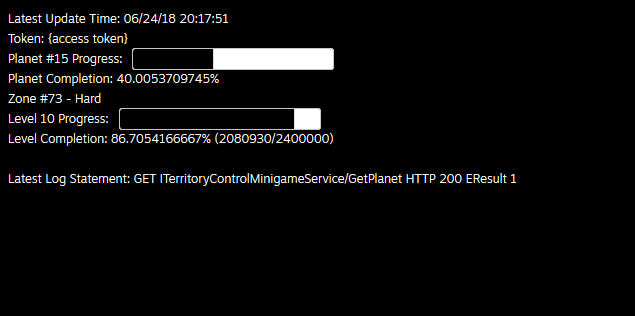 Latest Update Time: 06/24/18 20:17:51
Token: {access token}
Planet #15 Progress:
Planet Completion: 40.0053709745%
Zone #73 - Hard
Level 10 Progress:
Level Completion: 86.7054166667% (2080930/2400000)
Latest Log Statement: GET ITerritoryControlMinigameService/GetPlanet HTTP 200 EResult 1